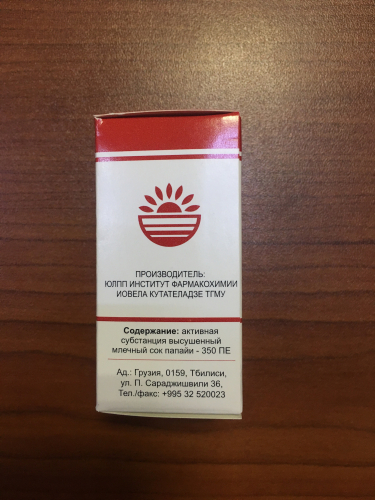 ПРОИЗВОДИТЕЛЬ:
ЮЛПП ИНСТИТУТ ФАРМАКОХИМИИ
ИОВЕЛА КУТАТЕЛАДЗЕ ТГМУ
Содержание: активная
субстанция высушенный
млечный сок папайи - 350 ПЕ
Ад.: Грузия, 0159, Тбилиси,
ул. П. Сараджишвили 36,
Тел./факс: +995 32 520023